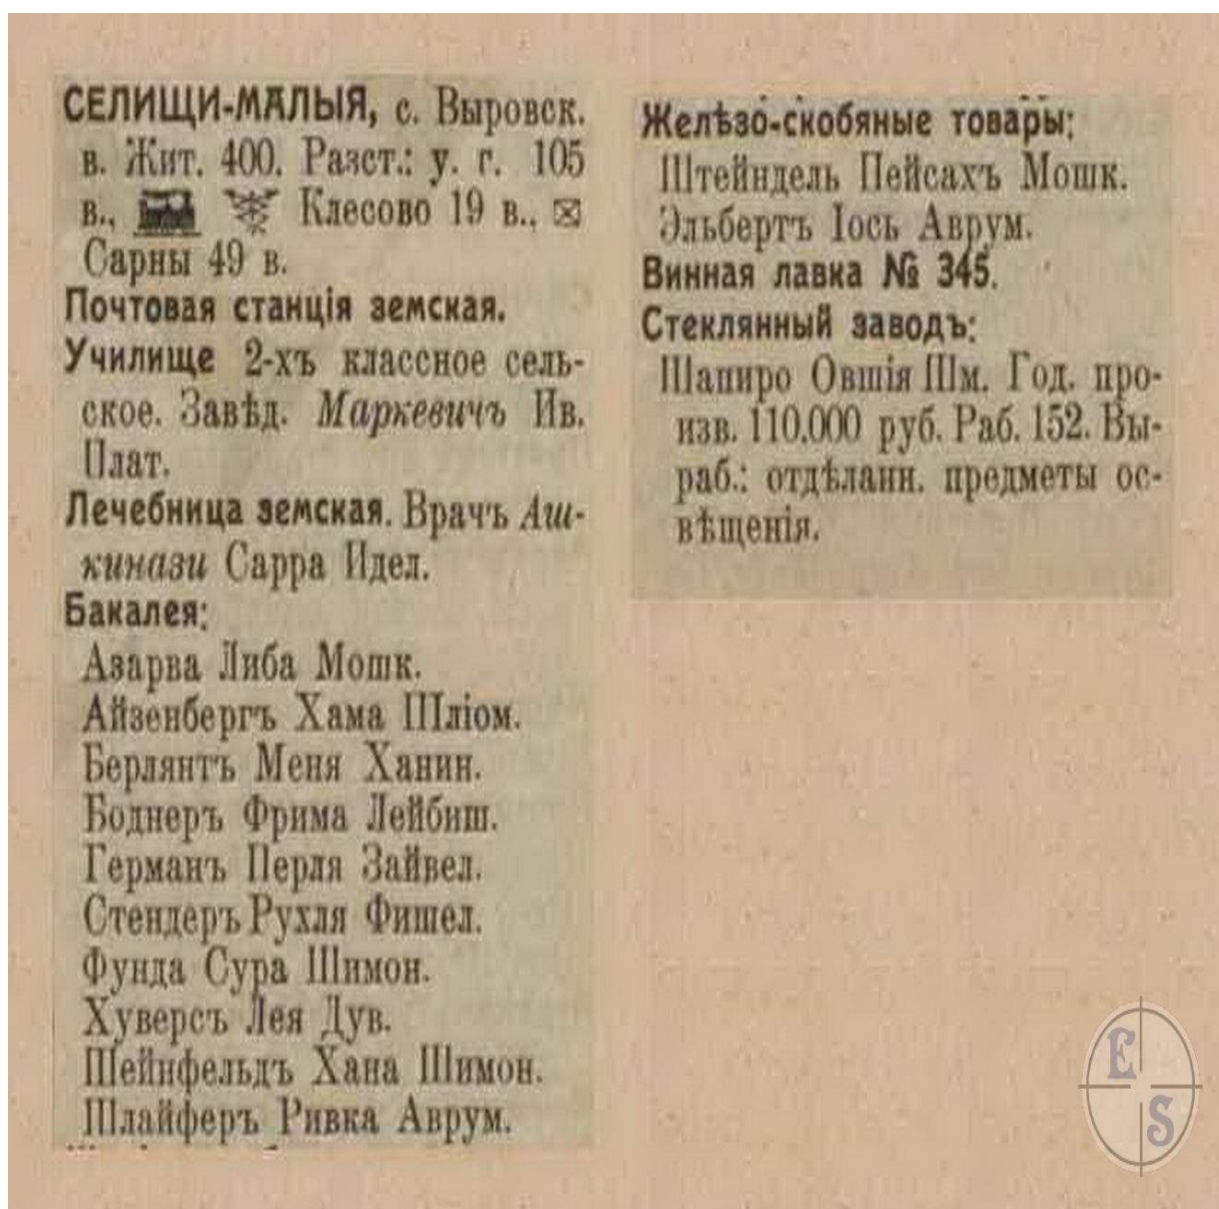 СЕЛИЩИ-МАЛЫЯ, с. Выровск.
в. Жит. 400. Разст.: у. г. 105
в., Клесово 19 в.,
Сарны 49 в.
Почтовая станція земская.
Училище 2-хъ классное сель-
ское. Завѣд. Маркевичъ Ив.
Плат.
Лечебница земская. Врачъ Аш-
кинази Сарра Идел.
Бакалея:
Азарва Либа Мошк.
Айзенбергъ Хама Шліом.
Берлянтъ Меня Ханин.
Боднеръ Фрима Лейбиш.
Германъ Перля Зайвел.
Стендеръ Рухля Фишел.
Фунда Сура Шимон.
Хуверсъ Лея Дув.
Шейнфельдъ Хана Шимон.
Шлайферъ Ривка Аврум.
Желѣзо-скобяные товары:
Штейндель Пейсахъ Мошк.
Эльбертъ Іось Аврум.
Винная лавка № 345.
Стеклянный заводъ:
Шапиро Овшія Шм. Год. про-
изв. 110.000 руб. Раб. 152. Вы-
раб.: отдѣланн. предметы ос-
вѣщенія.
E
S